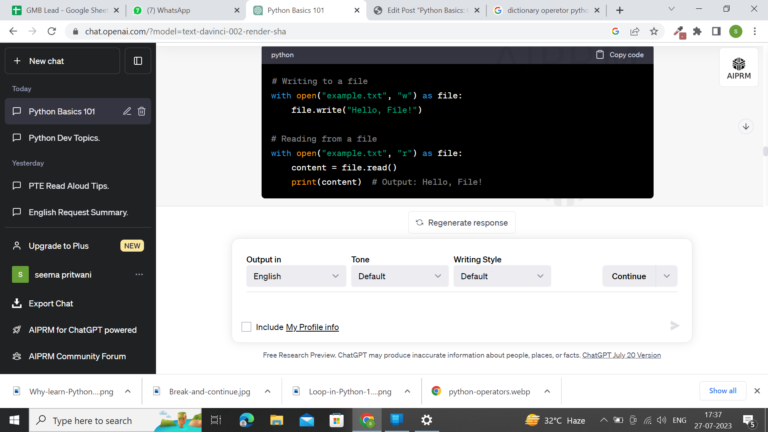 GMB Lead - Google Shee
(7) WhatsApp
Python Basics 101
Edit Post "Python Basics:
dictionary operetor pytho
chat.openai.com/?model=text-davinci-002-render-sha
New chat
Today
Python Basics 101
Python Dev Topics.
Yesterday
PTE Read Aloud Tips.
English Request Summary.
Upgrade to Plus NEW
S seema pritwani
Export Chat
AIPRM for ChatGPT powered
AIPRM Community Forum
python Copy code
# Writing to a file
with open("example.txt", "w") as file:
file.write("Hello, File!")
# Reading from a file
with open("example.txt", "r") as file:
content = file.read()
print(content) # Output: Hello, File!
AIPRM
Regenerate response
Output in Tone Writing Style
English Default Default Continue
Include My Profile info
Free Research Preview. ChatGPT may produce inaccurate information about people, places, or facts. ChatGPT July 20 Version
Why-learn-Python....png
Break-and-continue.jpg
Loop-in-Python-1....png
python-operators.webp
Show all
Type here to search
32°C Haze
ENG
17:37
27-07-2023
5